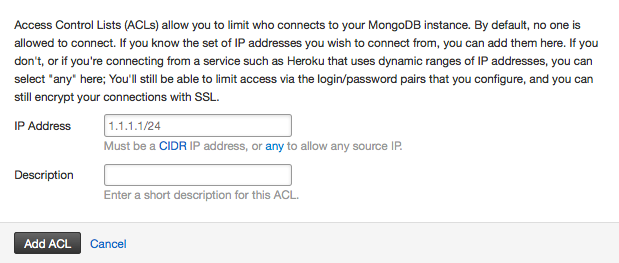 Access Control Lists (ACLs) allow you to limit who connects to your MongoDB instance. By default, no one is
allowed to connect. If you know the set of IP addresses you wish to connect from, you can add them here. If you
don't, or if you're connecting from a service such as Heroku that uses dynamic ranges of IP addresses, you can
select "any" here; You'll still be able to limit access via the login/password pairs that you configure, and you can
still encrypt your connections with SSL.
IP Address 1.1.1.1/24
Must be a CIDR IP address, or any to allow any source IP.
Description
Enter a short description for this ACL.
Add ACL Cancel